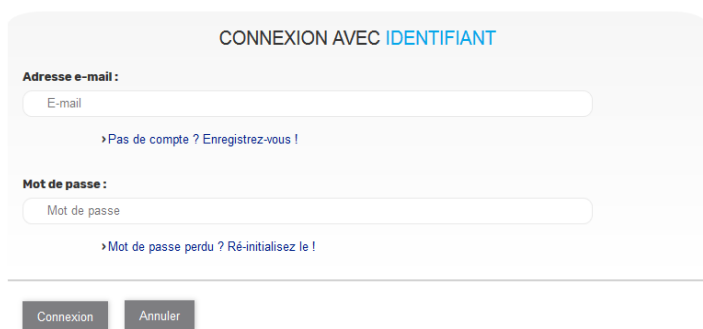 CONNEXION AVEC IDENTIFIANT
Adresse e-mail :
E-mail
›Pas de compte ? Enregistrez-vous !
Mot de passe :
Mot de passe
›Mot de passe perdu ? Ré-initialisez le !
Connexion Annuler